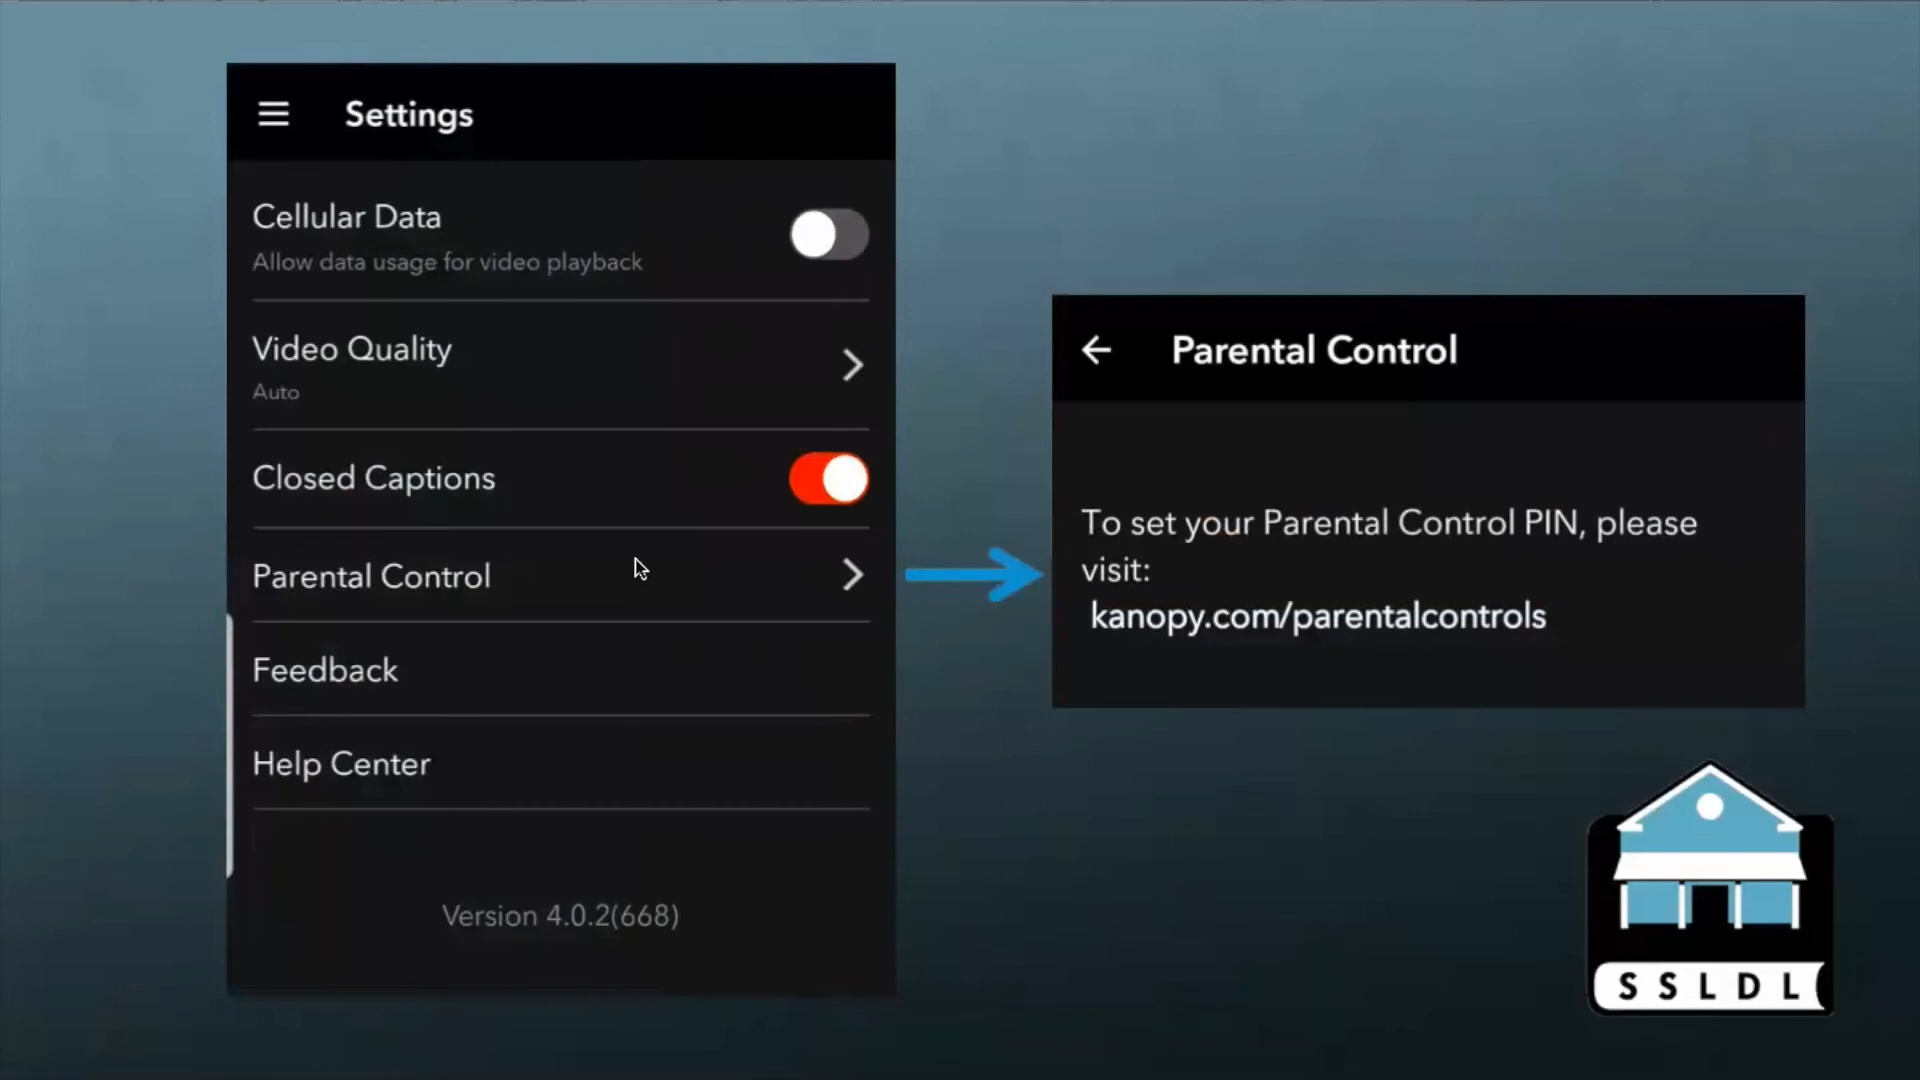 Settings
Cellular Data
Allow data usage for video playback
Video Quality
Auto
Closed Captions
Parental Control
Feedback
Help Center
Version 4.0.2(668)
Parental Control
To set your Parental Control PIN, please
visit:
kanopy.com/parentalcontrols
SSLDL